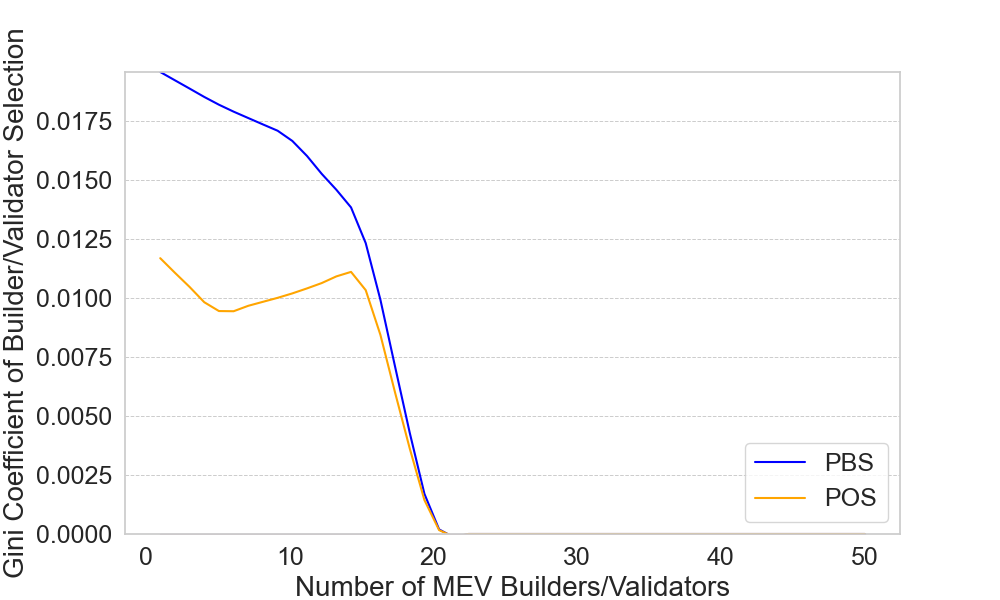 Gini Coefficient of Builder/Validator Selection
0.0175
0.0150
0.0125
0.0100
0.0075
0.0050
0.0025
0.0000
PBS
POS
0 10 20 30 40 50
Number of MEV Builders/Validators